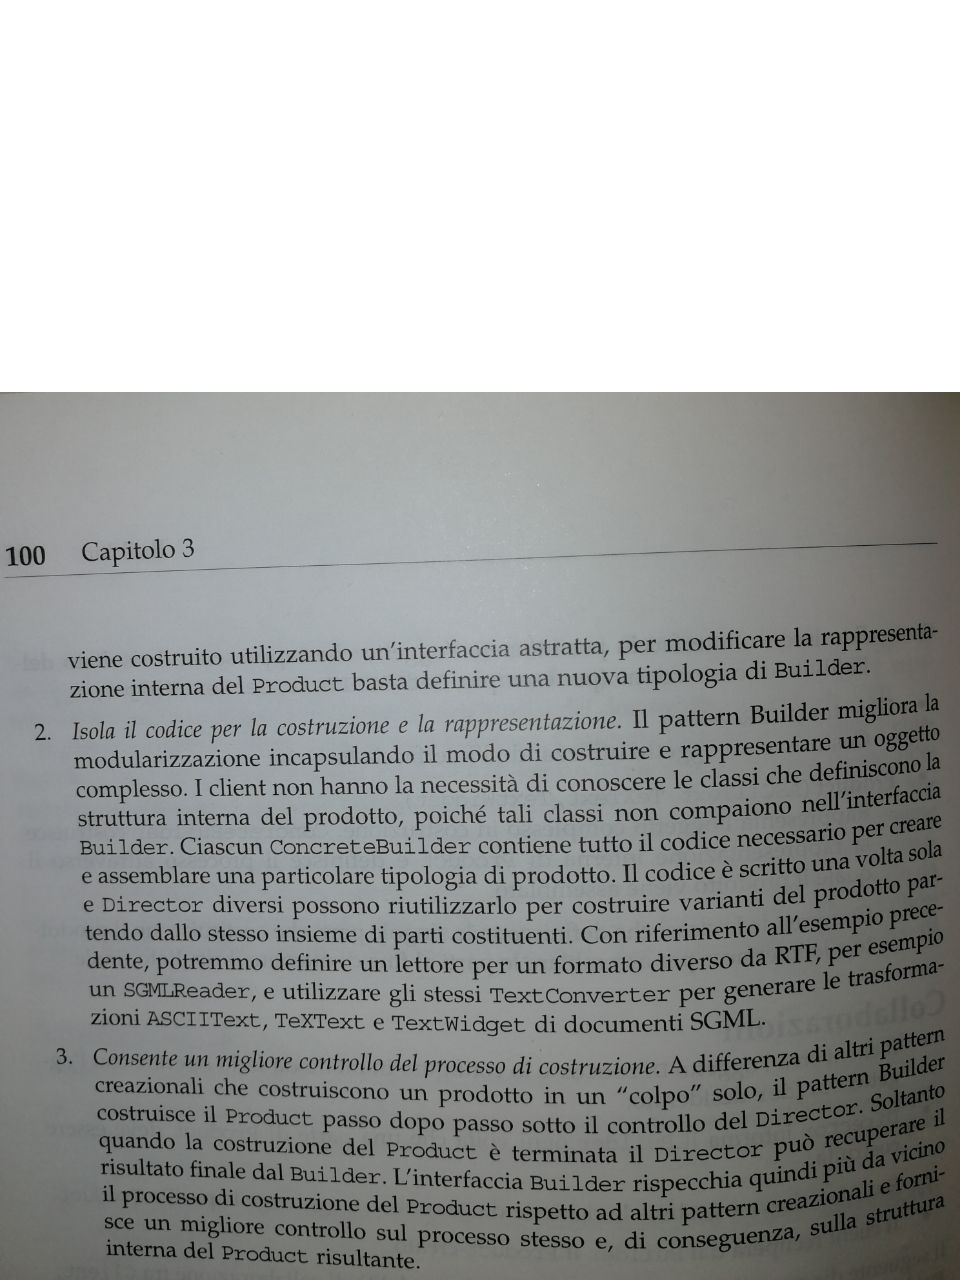 100 Capitolo 3
viene costruito utilizzando un'interfaccia astratta, per modificare la rappresenta-
zione interna del Product basta definire una nuova tipologia di Builder.
2. Isola il codice per la costruzione e la rappresentazione. Il pattern Builder migliora la
modularizzazione incapsulando il modo di costruire e rappresentare un oggetto
complesso. I client non hanno la necessità di conoscere le classi che definiscono la
struttura interna del prodotto, poiché tali classi non compaiono nell'interfaccia
Builder. Ciascun ConcreteBuilder contiene tutto il codice necessario per creare
e assemblare una particolare tipologia di prodotto. Il codice è scritto una volta sola
e Director diversi possono riutilizzarlo per costruire varianti del prodotto par-
tendo dallo stesso insieme di parti costituenti. Con riferimento all'esempio prece-
dente, potremmo definire un lettore per un formato diverso da RTF, per esempio
un SGMLReader, e utilizzare gli stessi TextConverter per generare le trasforma-
zioni ASCIIText, TeXText e TextWidget di documenti SGML.
3. Consente un migliore controllo del processo di costruzione. A differenza di altri pattern
creazionali che costruiscono un prodotto in un "colpo" solo, il pattern Builder
costruisce il Product passo dopo passo sotto il controllo del Director. Soltanto
quando la costruzione del Product è terminata il Director può recuperare il
risultato finale dal Builder. L'interfaccia Builder rispecchia quindi più da vicino
il processo di costruzione del Product rispetto ad altri pattern creazionali e forni-
sce un migliore controllo sul processo stesso e, di conseguenza, sulla struttura
interna del Product risultante.